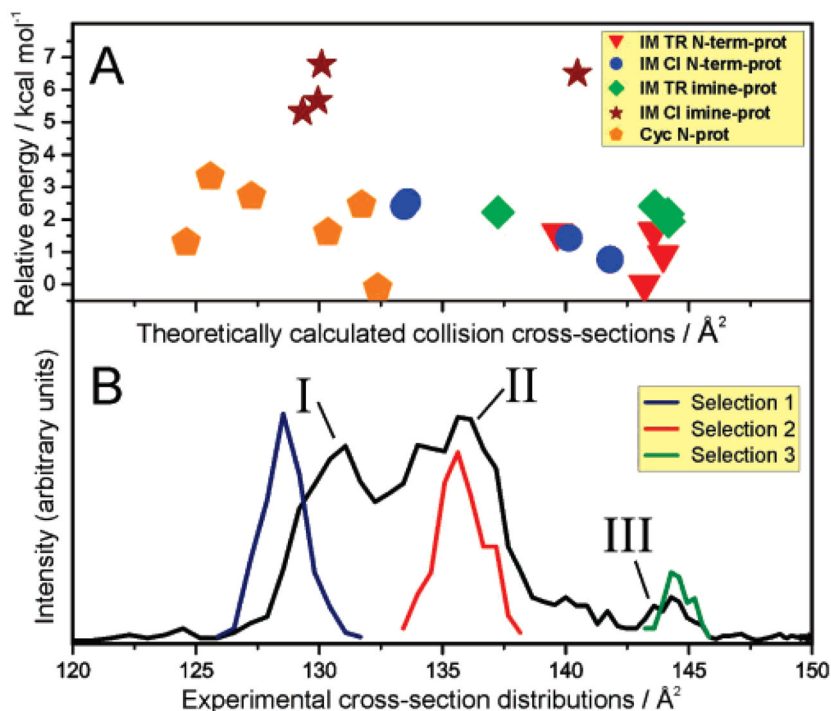 A
Relative energy / kcal mol⁻¹
7
6
5
4
3
2
1
0
IM TR N-term-prot
IM CI N-term-prot
IM TR imine-prot
IM CI imine-prot
Cyc N-prot
Theoretically calculated collision cross-sections / Å²
B
Intensity (arbitrary units)
I
II
III
Selection 1
Selection 2
Selection 3
120 125 130 135 140 145 150
Experimental cross-section distributions / Å²